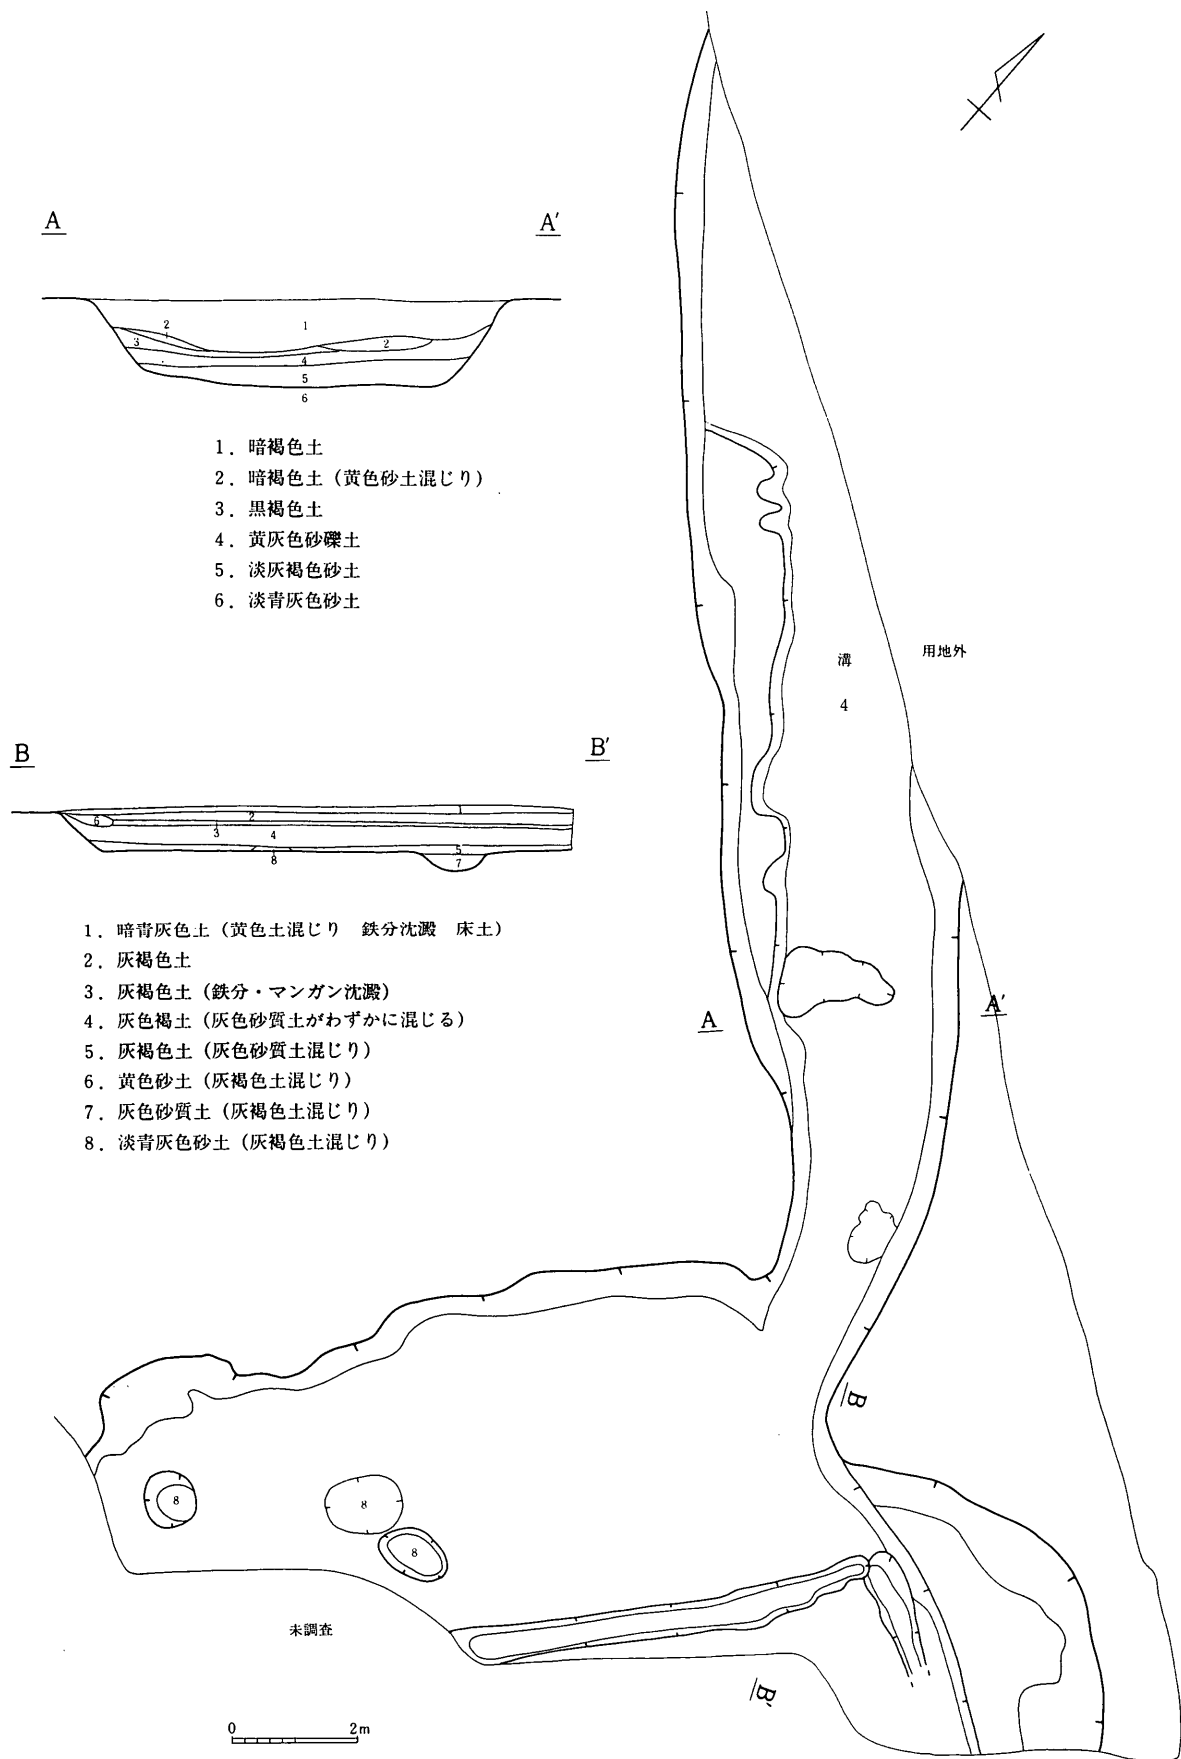 A A′
2
1
3
2
4
5
6
1．暗褐色土
2．暗褐色土（黄色砂土混じり）
3．黒褐色土
4．黄灰色砂礫土
5．淡灰褐色砂土
6．淡青灰色砂土
B B′
6
2
1
3
4
5
8
7
1．暗青灰色土（黄色土混じり　鉄分沈澱　床土）
2．灰褐色土
3．灰褐色土（鉄分・マンガン沈澱）
4．灰色褐土（灰色砂質土がわずかに混じる）
5．灰褐色土（灰色砂質土混じり）
6．黄色砂土（灰褐色土混じり）
7．灰色砂質土（灰褐色土混じり）
8．淡青灰色砂土（灰褐色土混じり）
溝
4
用地外
A A′
B
8
8
8
未調査
B′
0 2m